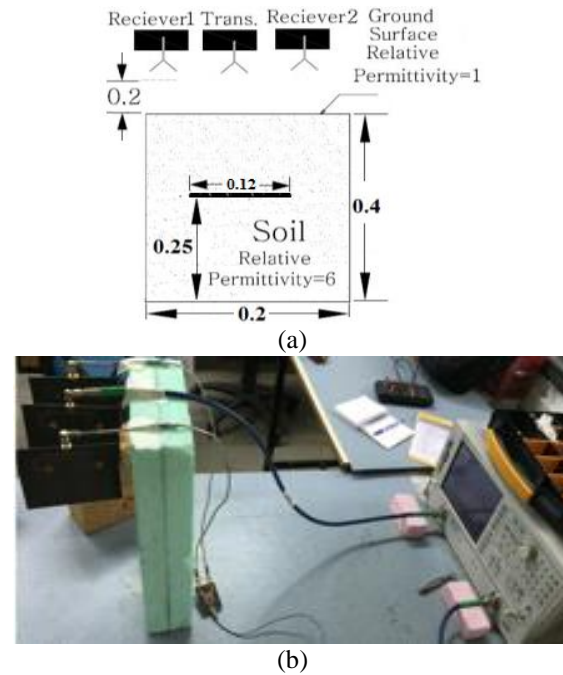 Reciever1 Trans. Reciever2
Ground
Surface
Relative
Permittivity=1
0.2
0.12
0.4
0.25
Soil
Relative
Permittivity=6
0.2
(a)
(b)